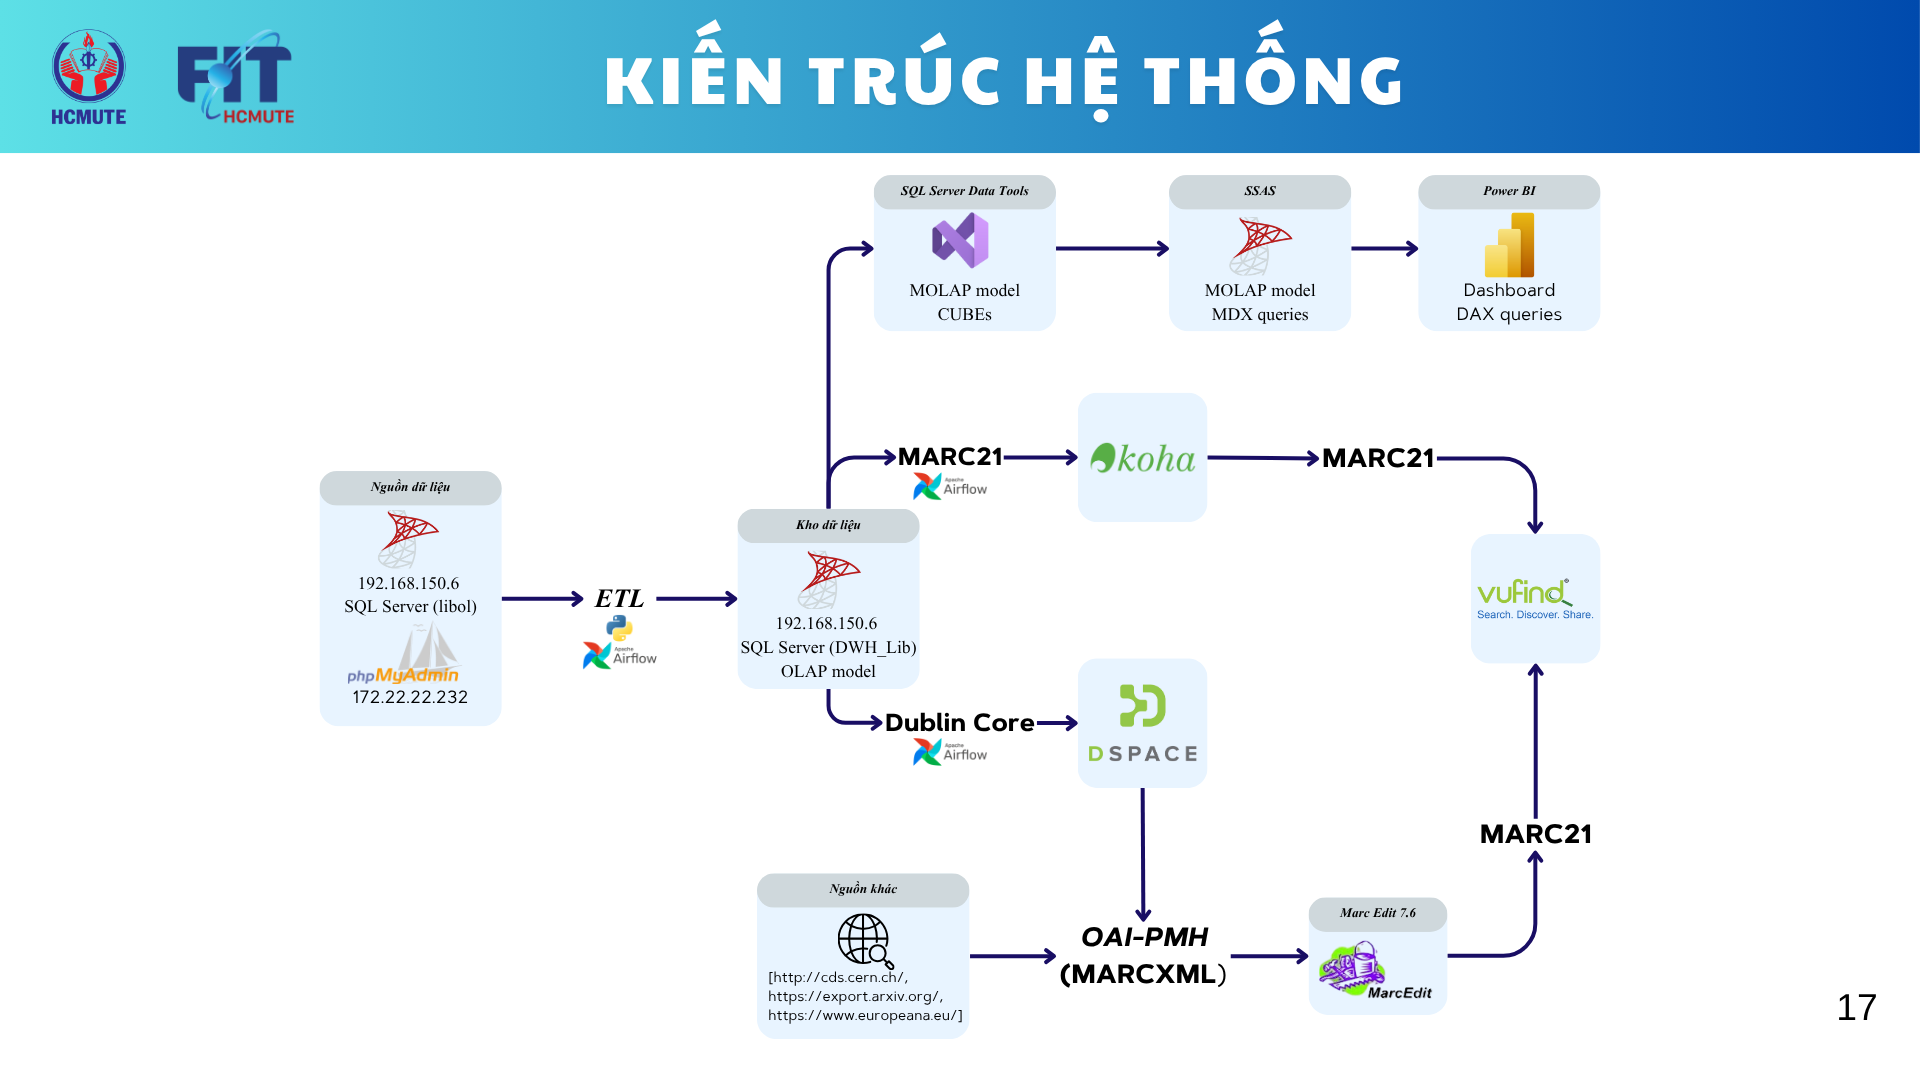 HCMUTE
FIT
HCMUTE
KIẾN TRÚC HỆ THỐNG
SQL Server Data Tools
MOLAP model
CUBEs
SSAS
MOLAP model
MDX queries
Power BI
Dashboard
DAX queries
MARC21
Apache
Airflow
koha
MARC21
Nguồn dữ liệu
192.168.150.6
SQL Server (libol)
phpMyAdmin
172.22.22.232
ETL
Apache
Airflow
Kho dữ liệu
192.168.150.6
SQL Server (DWH_Lib)
OLAP model
vufind®
Search. Discover. Share.
Dublin Core
Apache
Airflow
DSPACE
MARC21
Nguồn khác
[http://cds.cern.ch/,
https://export.arxiv.org/,
https://www.europeana.eu/]
OAI-PMH
(MARCXML)
Marc Edit 7.6
MarcEdit
17